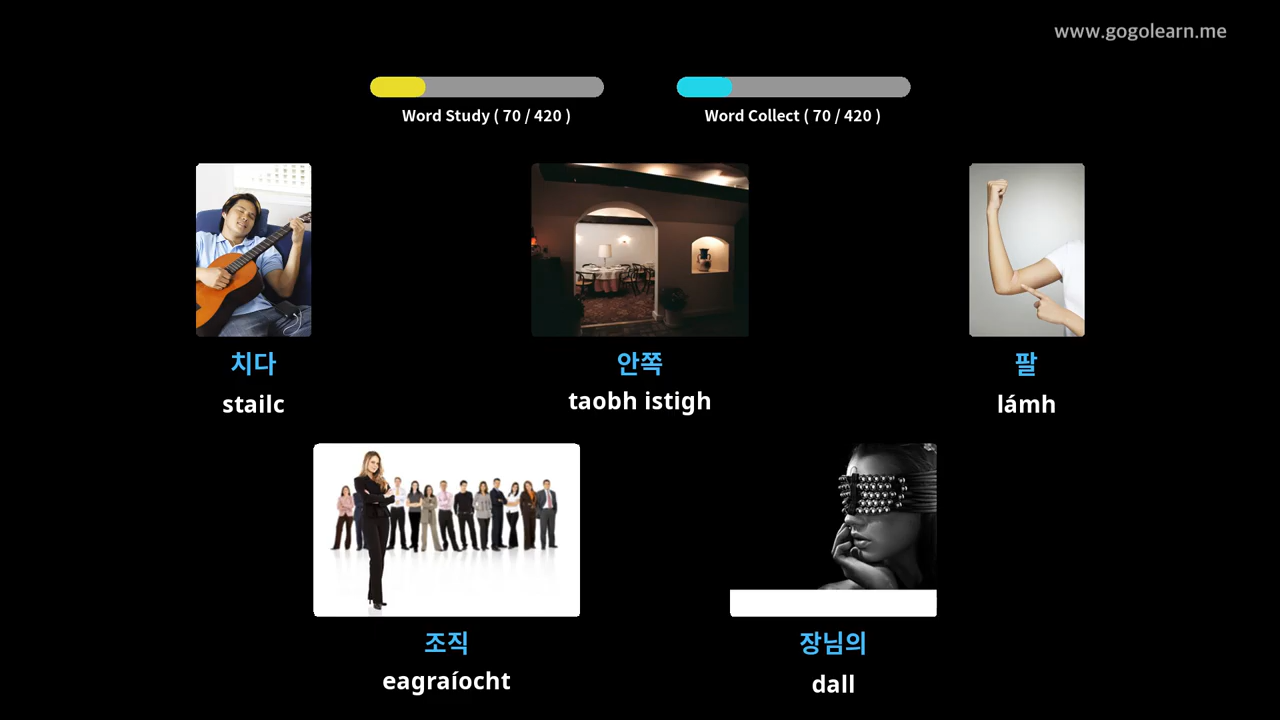 www.gogolearn.me
Word Study ( 70 / 420 )
Word Collect ( 70 / 420 )
치다
안쪽
팔
stailc
taobh istigh
lámh
조직
장님의
eagraíocht
dall